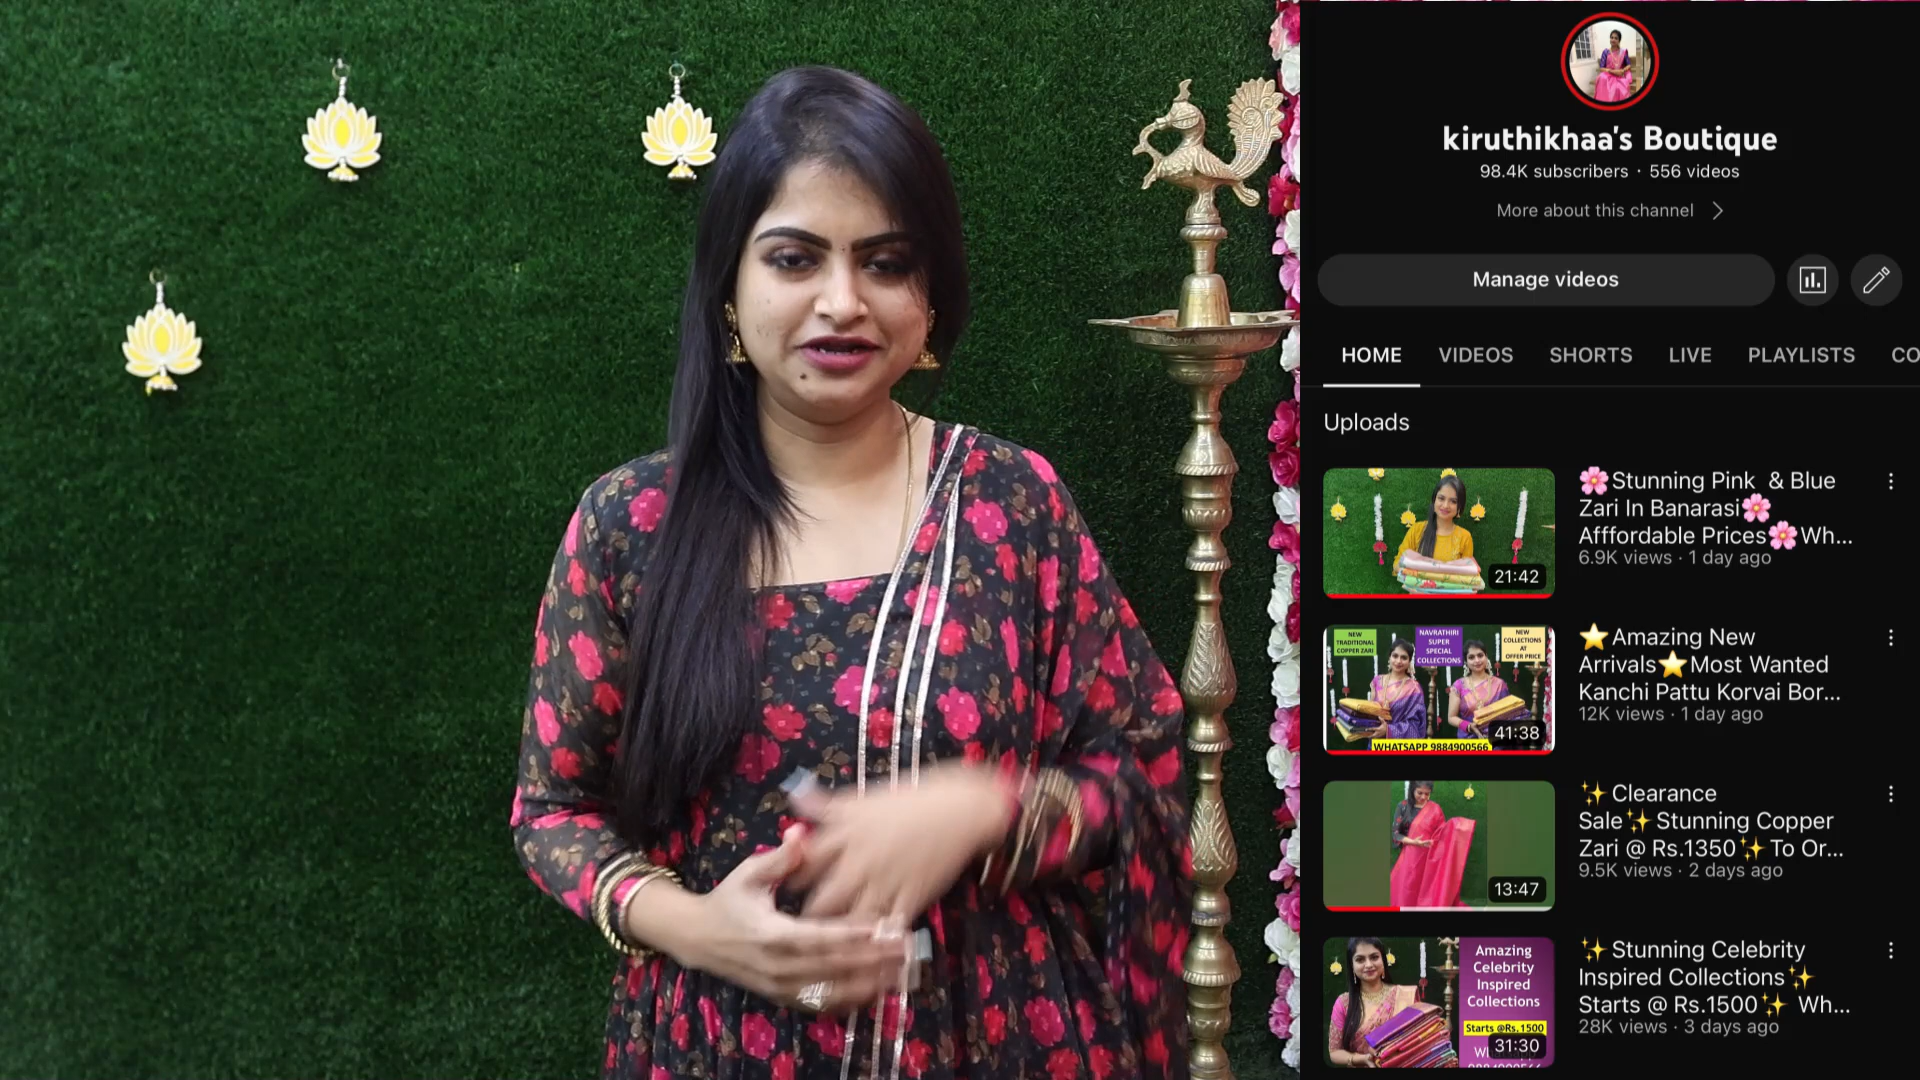 kiruthikhaa's Boutique
98.4K subscribers · 556 videos
More about this channel
Manage videos
HOME VIDEOS SHORTS LIVE PLAYLISTS CO
Uploads
21:42
🌸Stunning Pink & Blue
Zari In Banarasi🌸
Afffordable Prices🌸Wh...
6.9K views · 1 day ago
NEW
TRADITIONAL
COPPER ZARI
NAVRATHIRI
SUPER
SPECIAL
COLLECTIONS
NEW
COLLECTIONS
AT
OFFER PRICE
WHATSAPP 9884900566
41:38
⭐Amazing New
Arrivals⭐Most Wanted
Kanchi Pattu Korvai Bor...
12K views · 1 day ago
13:47
✨Clearance
Sale✨Stunning Copper
Zari @ Rs.1350✨To Or...
9.5K views · 2 days ago
Amazing
Celebrity
Inspired
Collections
Starts @Rs.1500
31:30
✨Stunning Celebrity
Inspired Collections✨
Starts @ Rs.1500✨ Wh...
28K views · 3 days ago